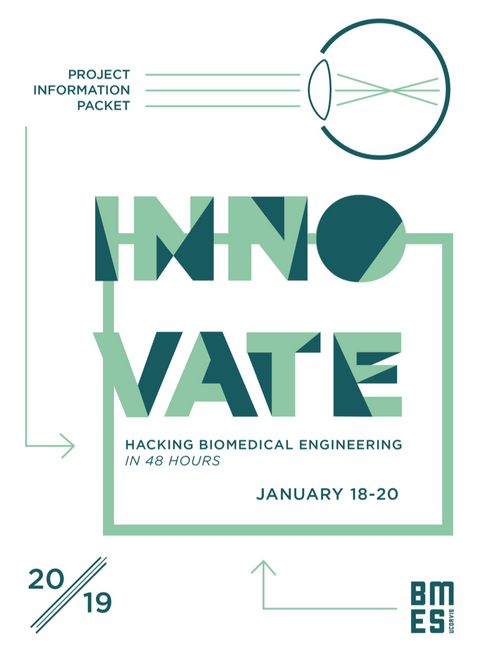 PROJECT
INFORMATION
PACKET
INNO
VATE
HACKING BIOMEDICAL ENGINEERING
IN 48 HOURS
JANUARY 18-20
20
19
BM
ES
UCDAVIS